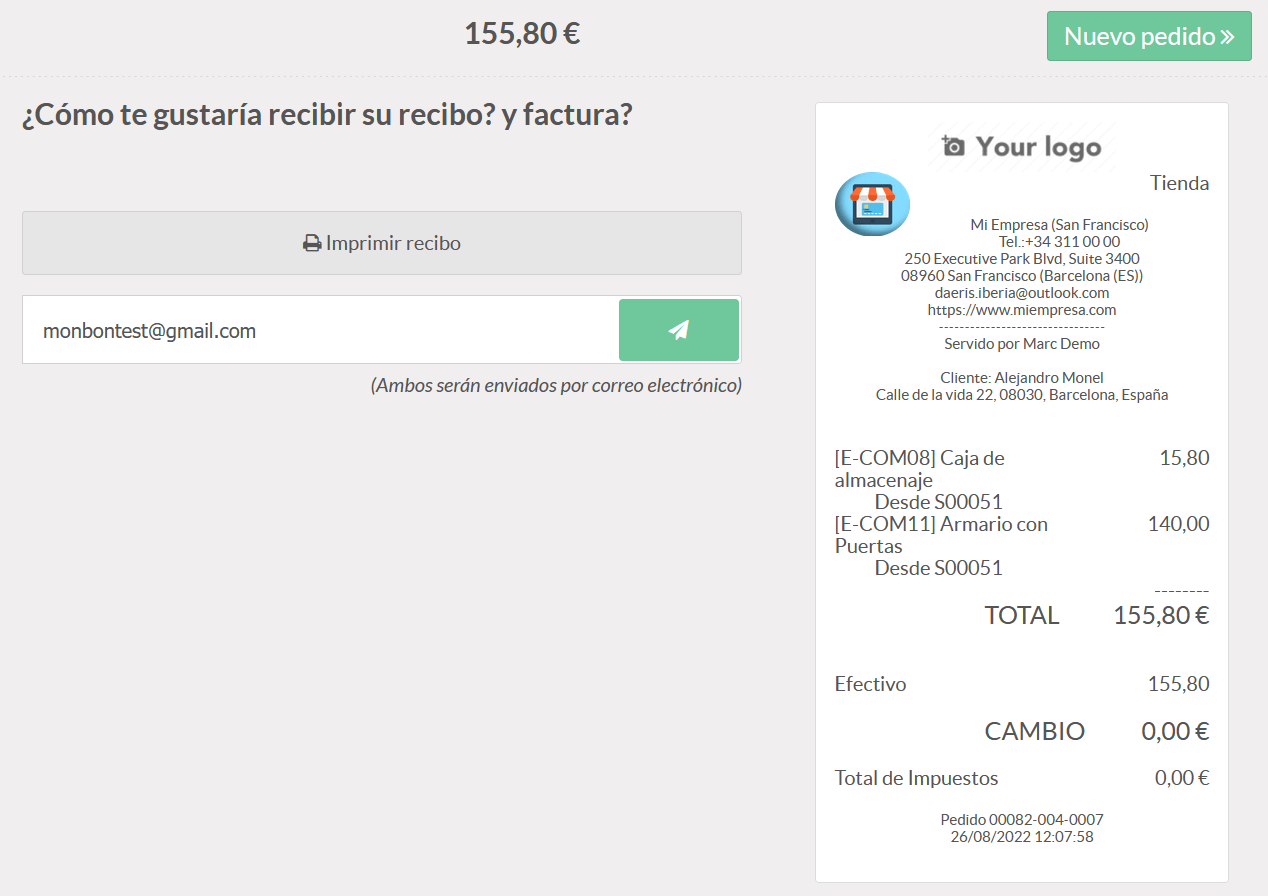 155,80 €
Nuevo pedido »
¿Cómo te gustaría recibir su recibo? y factura?
Imprimir recibo
monbontest@gmail.com
(Ambos serán enviados por correo electrónico)
Your logo
Tienda
Mi Empresa (San Francisco)
Tel.:+34 311 00 00
250 Executive Park Blvd, Suite 3400
08960 San Francisco (Barcelona (ES))
daeris.iberia@outlook.com
https://www.miempresa.com
--------------------------------
Servido por Marc Demo
Cliente: Alejandro Monel
Calle de la vida 22, 08030, Barcelona, España
[E-COM08] Caja de 15,80
almacenaje
Desde S00051
[E-COM11] Armario con 140,00
Puertas
Desde S00051
--------
TOTAL 155,80 €
Efectivo 155,80
CAMBIO 0,00 €
Total de Impuestos 0,00 €
Pedido 00082-004-0007
26/08/2022 12:07:58